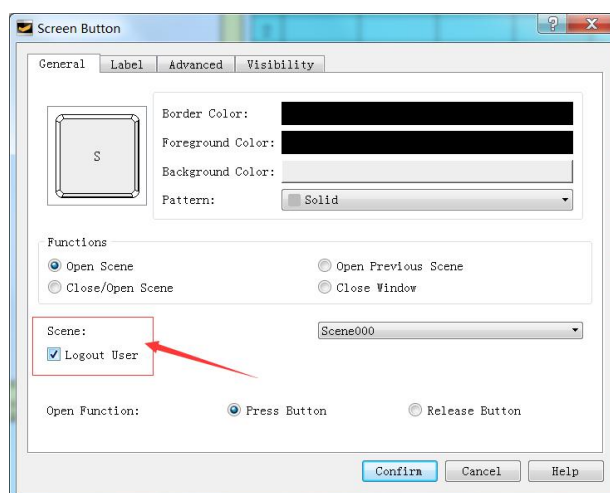 Screen Button
General Label Advanced Visibility
S
Border Color:
Foreground Color:
Background Color:
Pattern: Solid
Functions
Open Scene Open Previous Scene
Close/Open Scene Close Window
Scene: Scene000
Logout User
Open Function: Press Button Release Button
Confirm Cancel Help